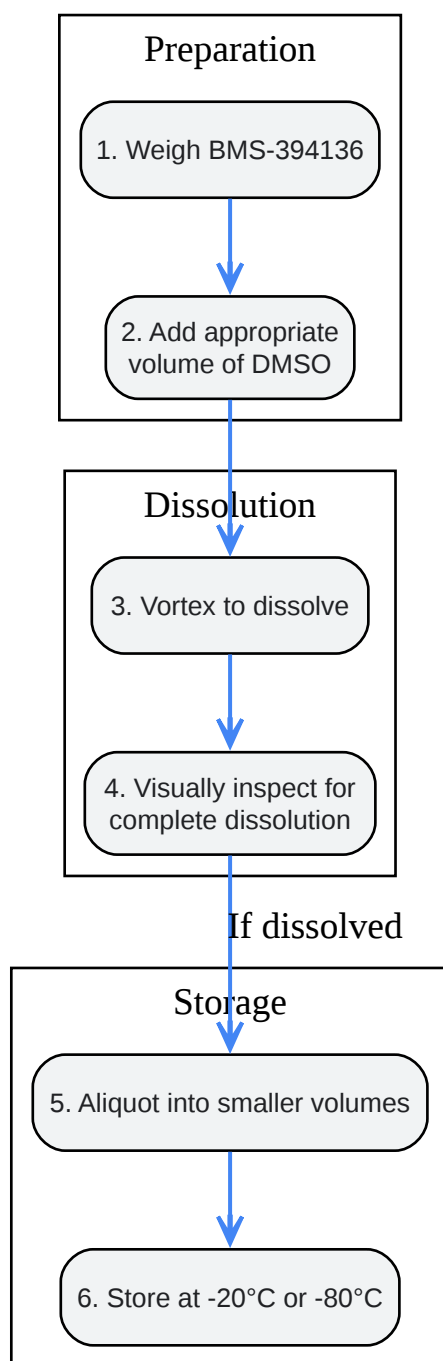 Preparation
1. Weigh BMS-394136
2. Add appropriate
volume of DMSO
Dissolution
3. Vortex to dissolve
4. Visually inspect for
complete dissolution
If dissolved
Storage
5. Aliquot into smaller volumes
6. Store at -20°C or -80°C